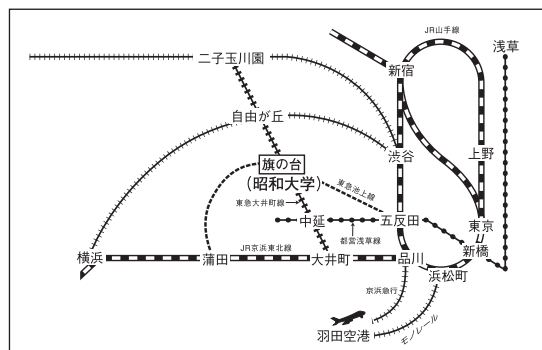 JR山手線
浅草
二子玉川園
新宿
自由が丘
渋谷
上野
旗の台
(昭和大学)
東急池上線
東急大井町線
中延
五反田
東京
都営浅草線
新橋
JR京浜東北線
横浜
蒲田
大井町
品川
浜松町
京浜急行
モノレール
羽田空港